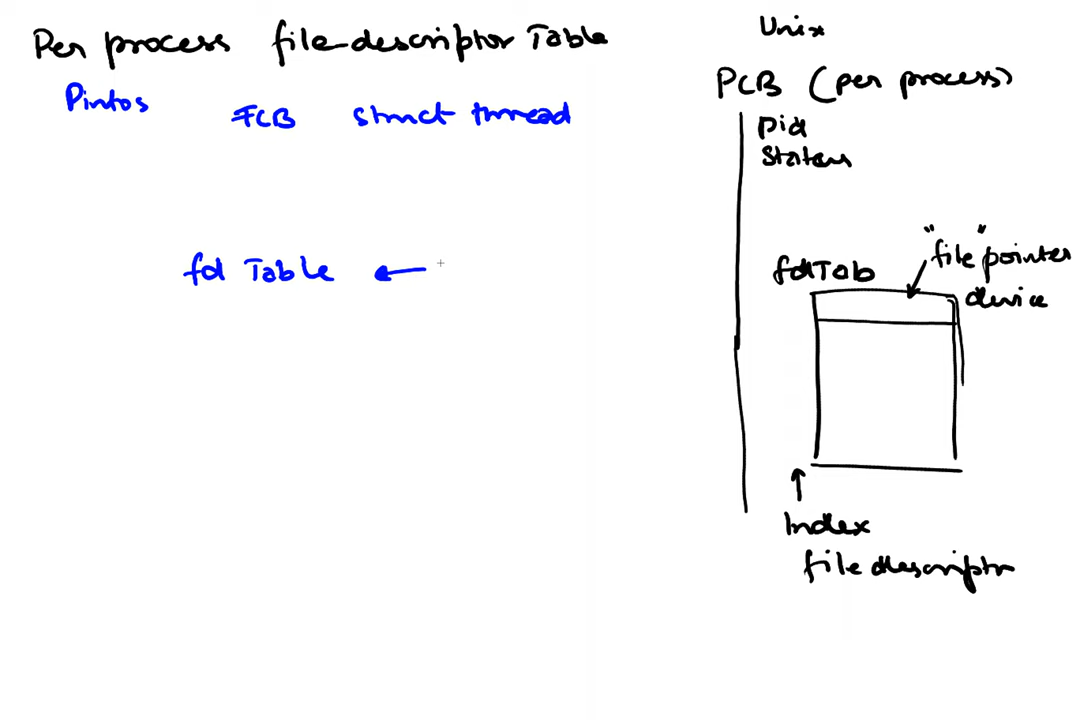 Per process file-descriptor Table
Pintos
TCB struct thread
fd Table ←
Unix
PCB (per process)
pid
Status
fdTab
"file" pointer
device
↑
Index
file descriptor